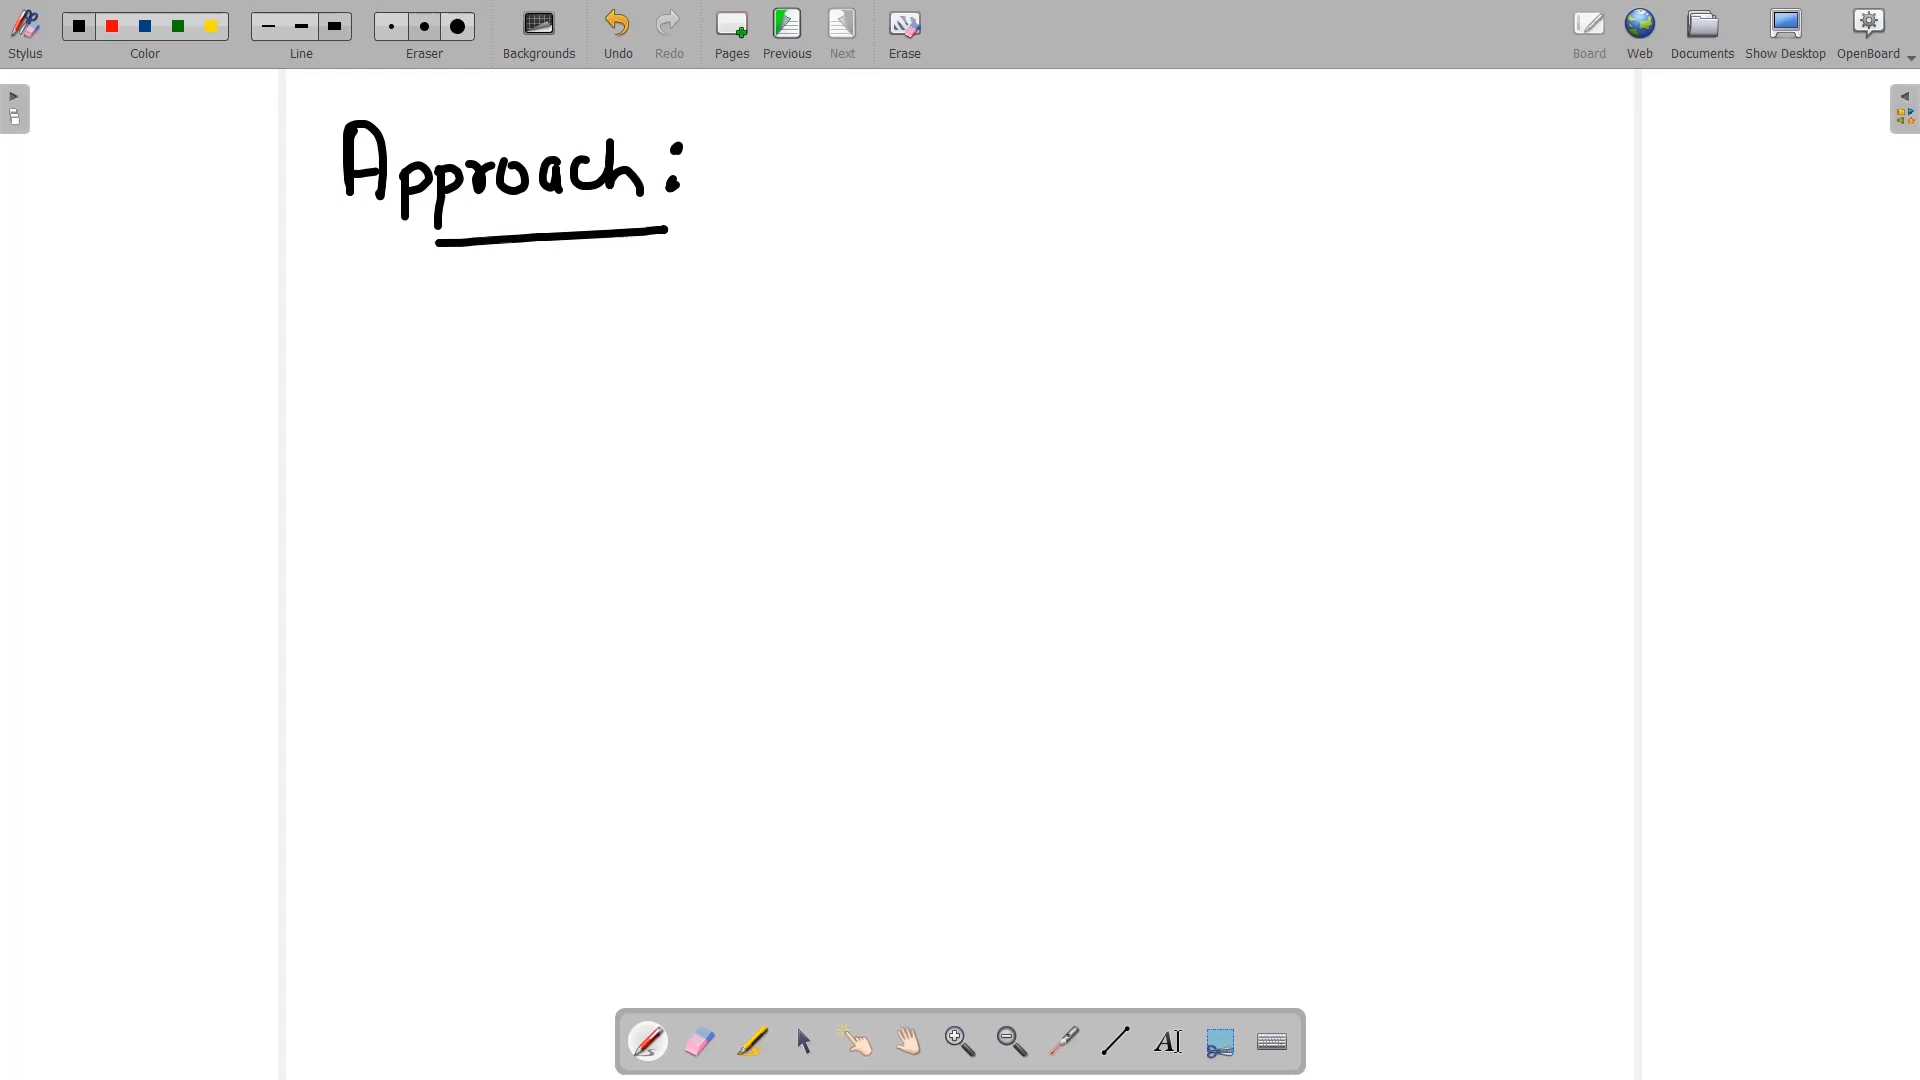 Stylus Color Line Eraser Backgrounds Undo Redo Pages Previous Next Erase Board Web Documents Show Desktop OpenBoard
Approach:
A